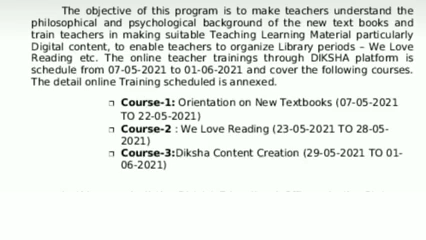 The objective of this program is to make teachers understand the
philosophical and psychological background of the new text books and
train teachers in making suitable Teaching Learning Material particularly
Digital content, to enable teachers to organize Library periods – We Love
Reading etc. The online teacher trainings through DIKSHA platform is
schedule from 07-05-2021 to 01-06-2021 and cover the following courses.
The detail online Training scheduled is annexed.
❒ Course-1: Orientation on New Textbooks (07-05-2021
TO 22-05-2021)
❒ Course-2 : We Love Reading (23-05-2021 TO 28-05-
2021)
❒ Course-3:Diksha Content Creation (29-05-2021 TO 01-
06-2021)